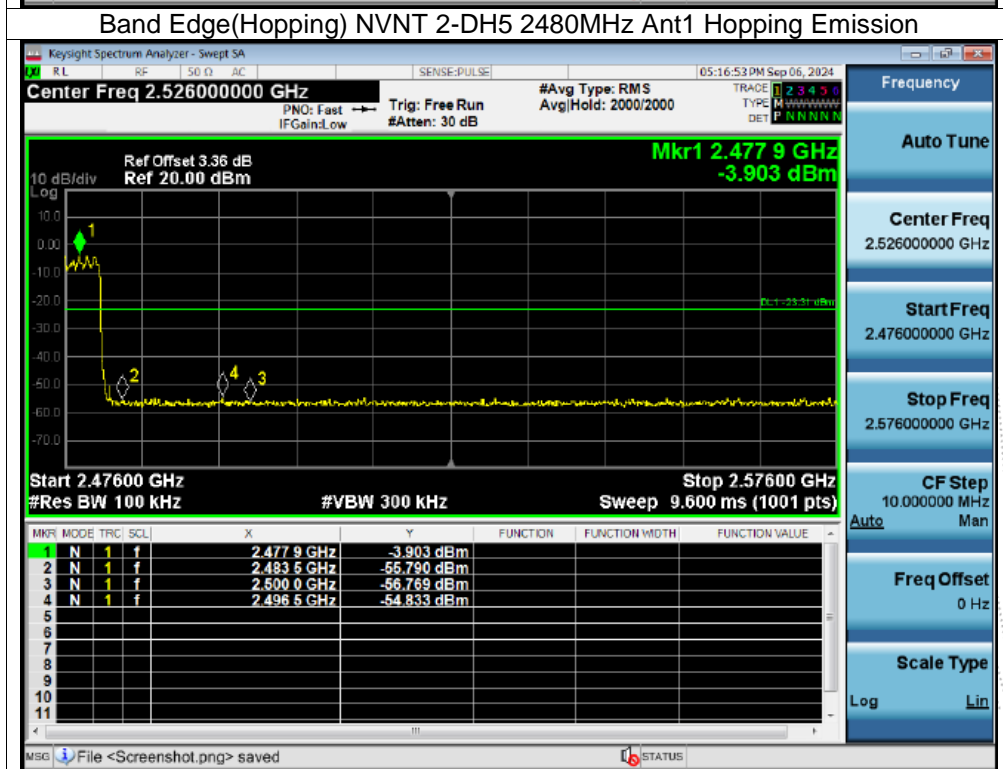 Band Edge(Hopping) NVNT 2-DH5 2480MHz Ant1 Hopping Emission
Keysight Spectrum Analyzer - Swept SA
LXI RL RF 50 Ω AC SENSE:PULSE 05:16:53 PM Sep 06, 2024
Center Freq 2.526000000 GHz #Avg Type: RMS TRACE 1 2 3 4 5 6
PNO: Fast Trig: Free Run Avg|Hold: 2000/2000 TYPE M WWWWW
IFGain:Low #Atten: 30 dB DET P N N N N N
Mkr1 2.477 9 GHz
-3.903 dBm
Ref Offset 3.36 dB
10 dB/div Ref 20.00 dBm
Log
10.0
0.00
-10.0
-20.0
-30.0
-40.0
-50.0
-60.0
-70.0
1
2
4
3
DL1 -23.31 dBm
Start 2.47600 GHz Stop 2.57600 GHz
#Res BW 100 kHz #VBW 300 kHz Sweep 9.600 ms (1001 pts)
MKR MODE TRC SCL X Y FUNCTION FUNCTION WIDTH FUNCTION VALUE
1 N 1 f 2.477 9 GHz -3.903 dBm
2 N 1 f 2.483 5 GHz -55.790 dBm
3 N 1 f 2.500 0 GHz -56.769 dBm
4 N 1 f 2.496 5 GHz -54.833 dBm
5
6
7
8
9
10
11
MSG File <Screenshot.png> saved STATUS
Frequency
Auto Tune
Center Freq
2.526000000 GHz
Start Freq
2.476000000 GHz
Stop Freq
2.576000000 GHz
CF Step
10.000000 MHz
Auto Man
Freq Offset
0 Hz
Scale Type
Log Lin